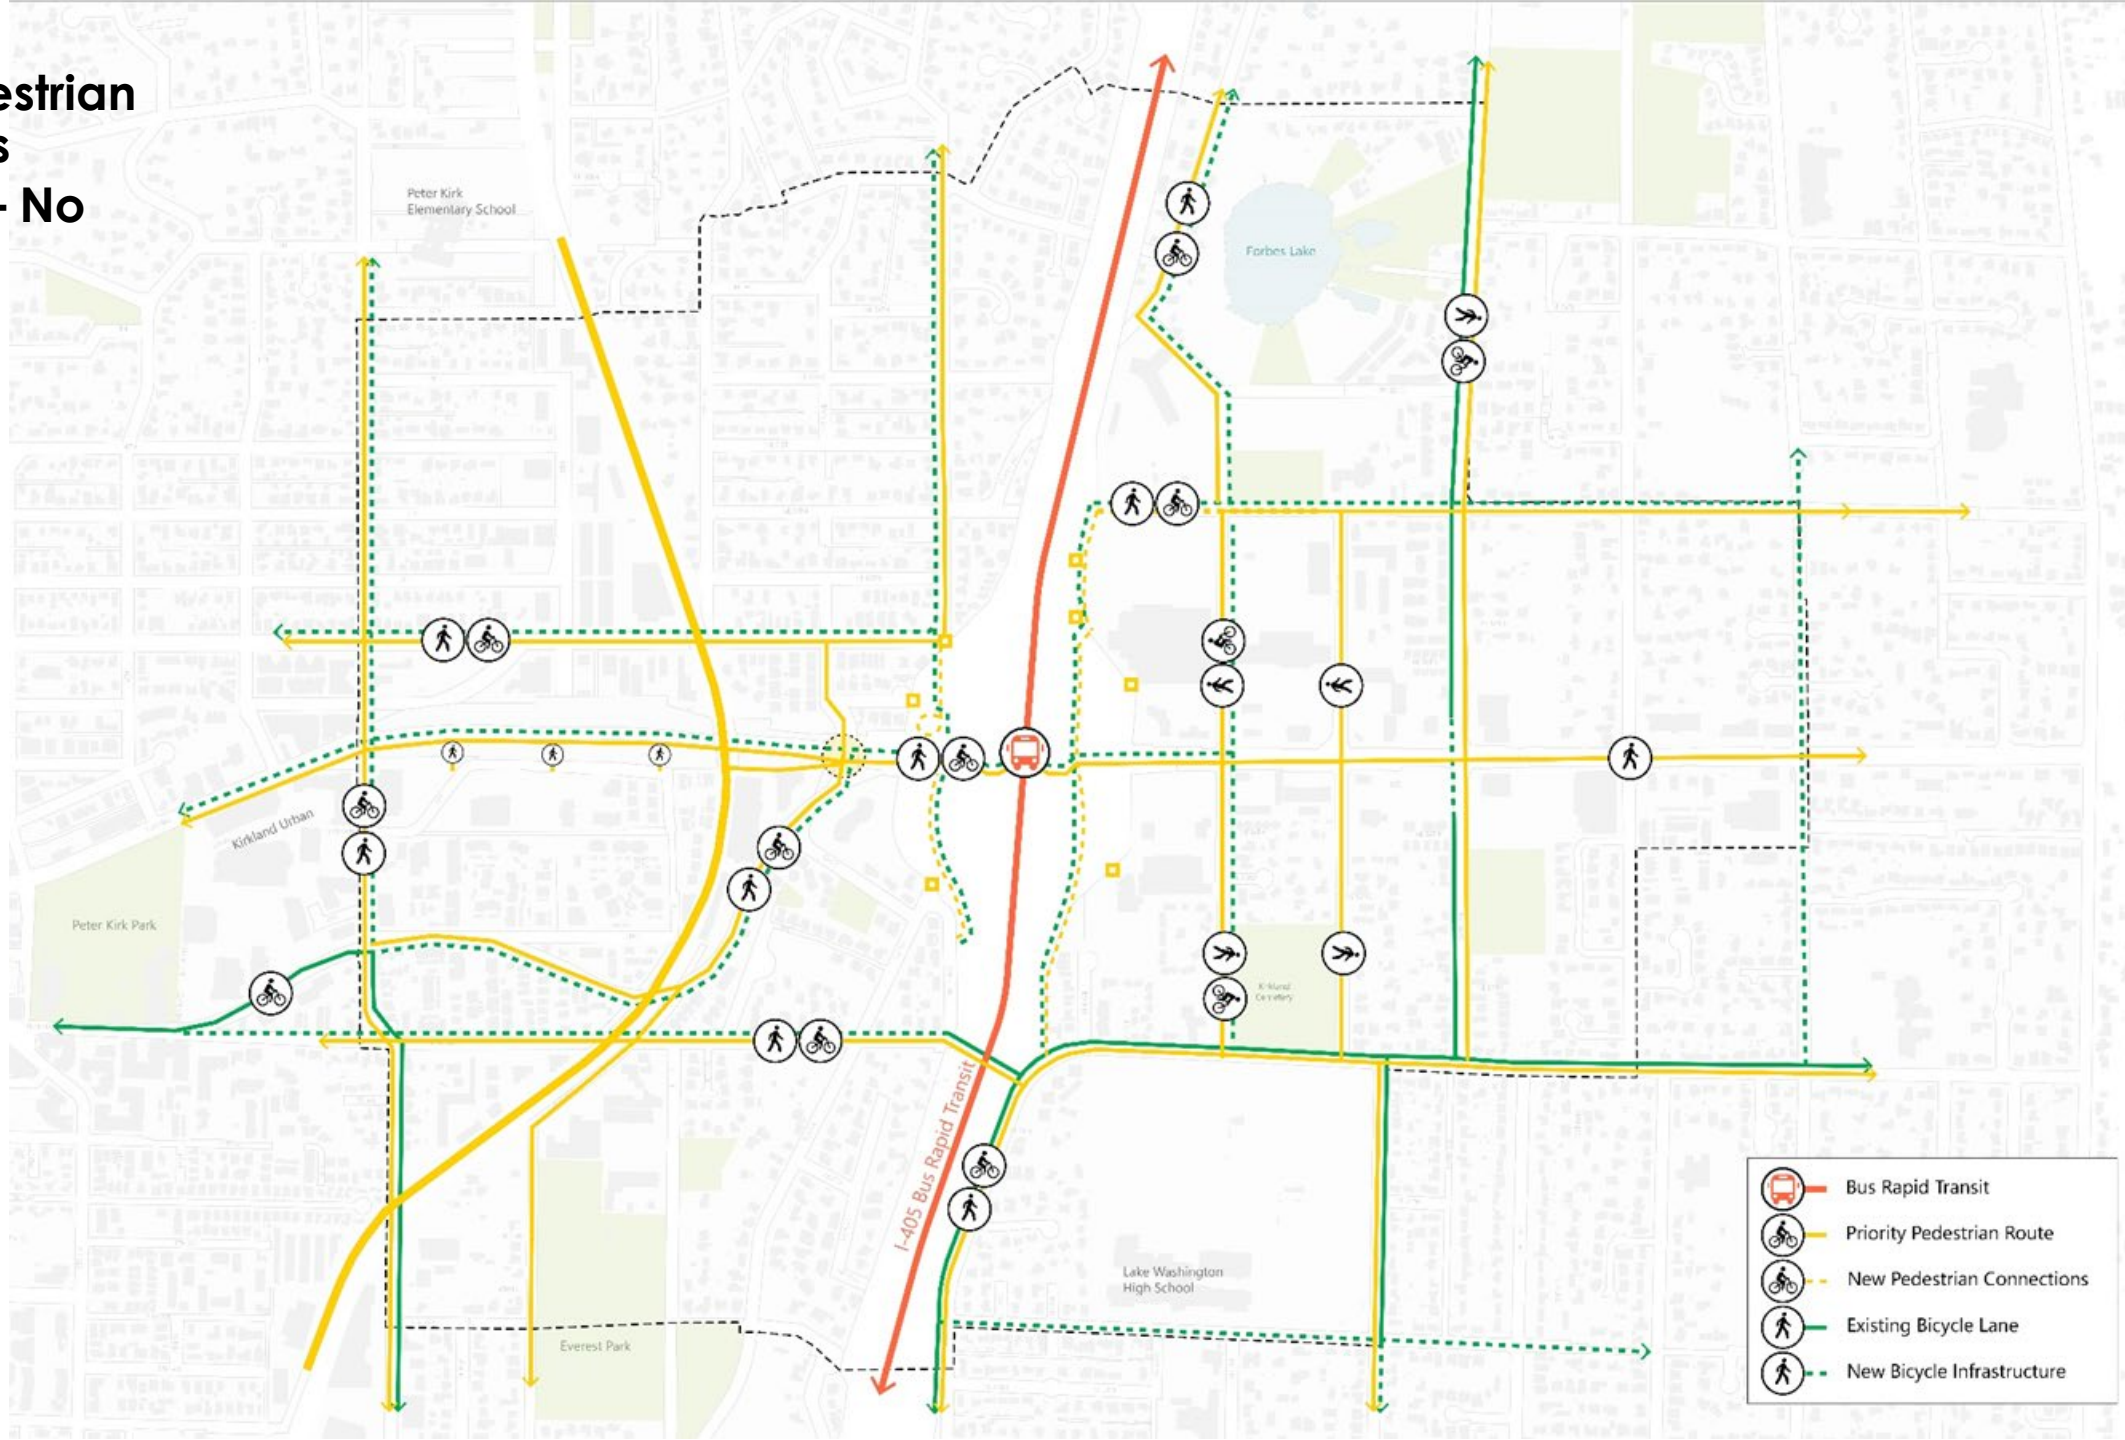 estrian
s
- No
Peter Kirk
Elementary School
Forbes Lake
Kirkland Urban
Peter Kirk Park
Kirkland
Cemetery
I-405 Bus Rapid Transit
Lake Washington
High School
Everest Park
Bus Rapid Transit
Priority Pedestrian Route
New Pedestrian Connections
Existing Bicycle Lane
New Bicycle Infrastructure